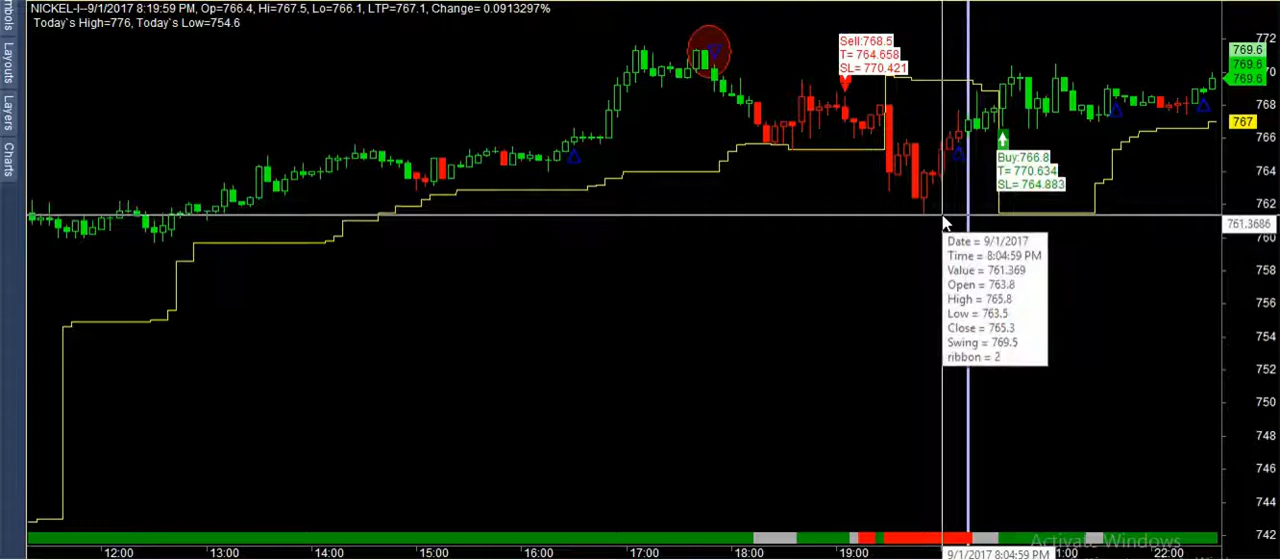 NICKEL-I--9/1/2017 8:19:59 PM, Op=766.4, Hi=767.5, Lo=766.1, LTP=767.1, Change= 0.0913297%
Today`s High=776, Today`s Low=754.6
Layouts
Layers
Charts
Sell:768.5
T= 764.658
SL= 770.421
Buy:766.8
T= 770.634
SL= 764.883
Date = 9/1/2017
Time = 8:04:59 PM
Value = 761.369
Open = 763.8
High = 765.8
Low = 763.5
Close = 765.3
Swing = 769.5
ribbon = 2
772
769.6
769.6
769.6
768
767
766
764
762
761.3686
760
758
756
754
752
750
748
746
744
742
12:00
13:00
14:00
15:00
16:00
17:00
18:00
19:00
9/1/2017 8:04:59 PM
1:00
22:00
Activate Windows